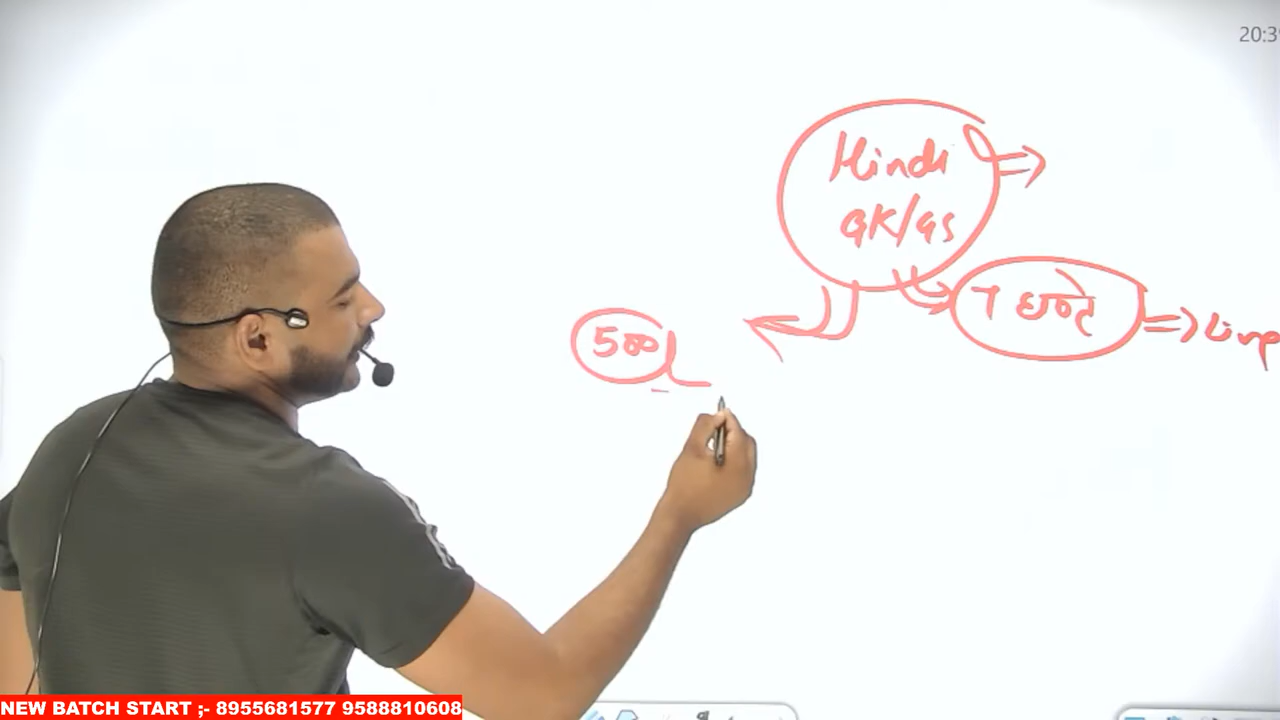 20:3
Hindi
GK/GS
7 घण्टे
500
NEW BATCH START ;- 8955681577 9588810608